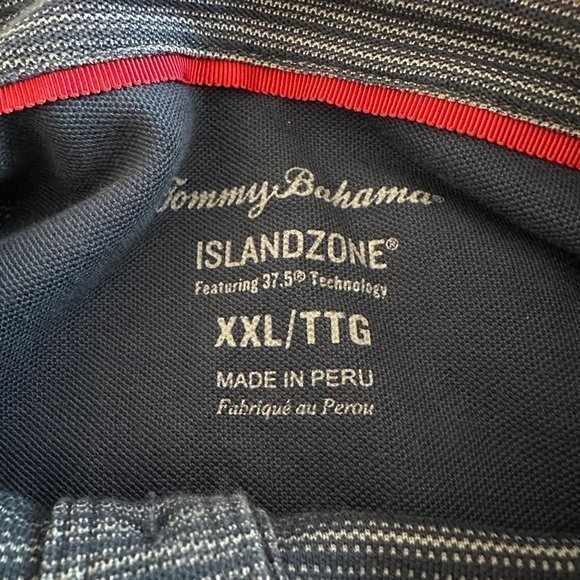 Tommy Bahama
ISLANDZONE®
Featuring 37.5® Technology
XXL/TTG
MADE IN PERU
Fabriqué au Perou